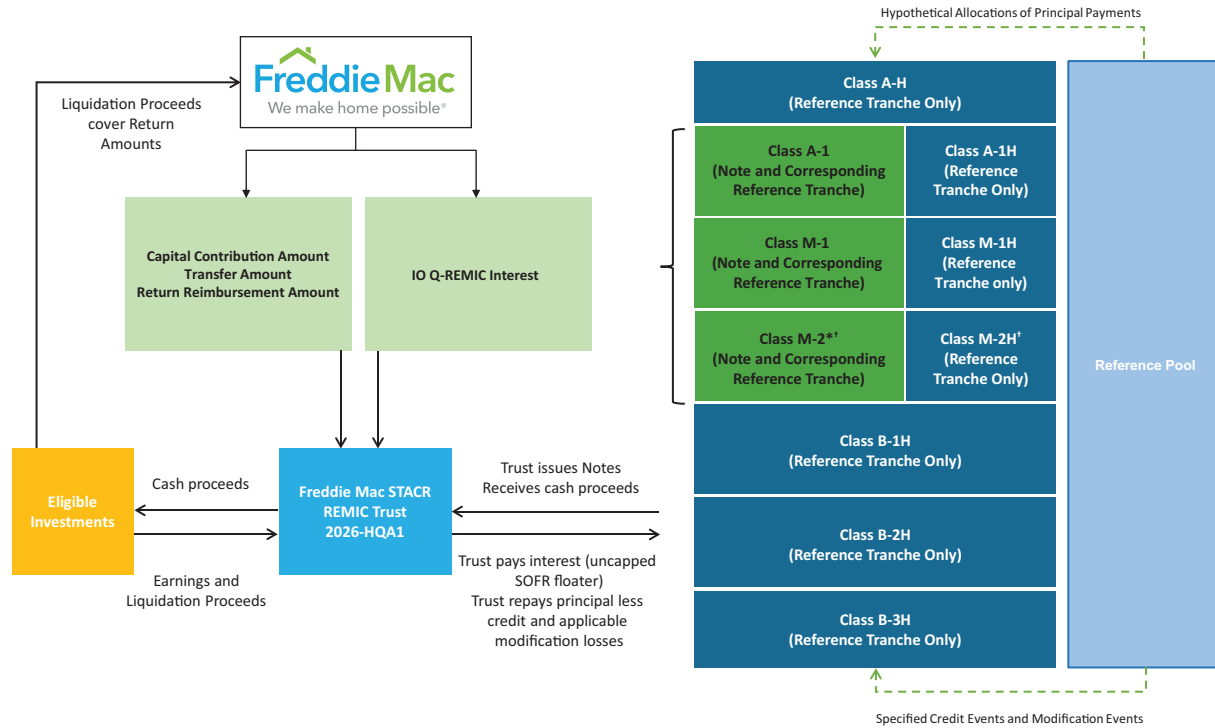 Hypothetical Allocations of Principal Payments
FreddieMac
We make home possible®
Liquidation Proceeds
cover Return
Amounts
Capital Contribution Amount
Transfer Amount
Return Reimbursement Amount
IO Q-REMIC Interest
Eligible
Investments
Cash proceeds
Earnings and
Liquidation Proceeds
Freddie Mac STACR
REMIC Trust
2026-HQA1
Trust issues Notes
Receives cash proceeds
Trust pays interest (uncapped
SOFR floater)
Trust repays principal less
credit and applicable
modification losses
Class A-H
(Reference Tranche Only)
Class A-1
(Note and Corresponding
Reference Tranche)
Class A-1H
(Reference
Tranche Only)
Class M-1
(Note and Corresponding
Reference Tranche)
Class M-1H
(Reference
Tranche only)
Class M-2*†
(Note and Corresponding
Reference Tranche)
Class M-2H†
(Reference
Tranche Only)
Class B-1H
(Reference Tranche Only)
Class B-2H
(Reference Tranche Only)
Class B-3H
(Reference Tranche Only)
Reference Pool
Specified Credit Events and Modification Events